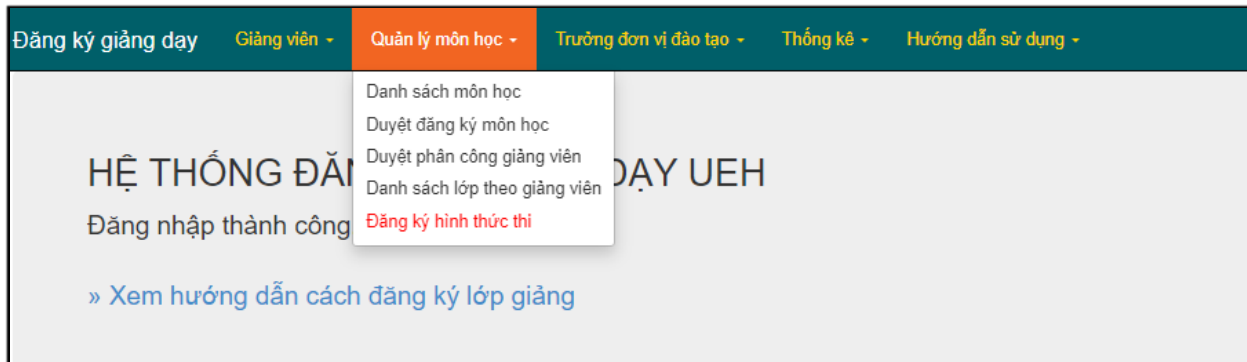 Đăng ký giảng dạy Giảng viên Quản lý môn học Trưởng đơn vị đào tạo Thống kê Hướng dẫn sử dụng
Danh sách môn học
Duyệt đăng ký môn học
Duyệt phân công giảng viên
Danh sách lớp theo giảng viên
Đăng ký hình thức thi
HỆ THỐNG ĐĂ DẠY UEH
Đăng nhập thành công
» Xem hướng dẫn cách đăng ký lớp giảng